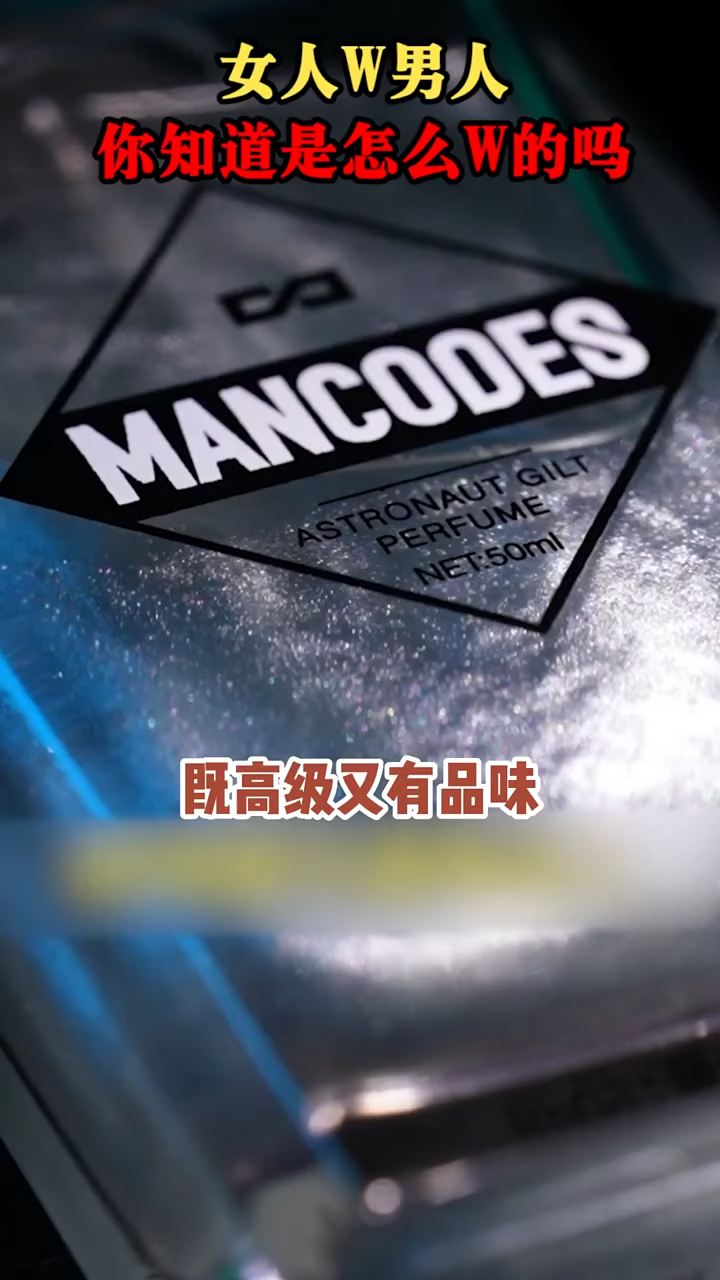 女人W男人
你知道是怎么W的吗
MANCODES
ASTRONAUT GILT
PERFUME
NET:50ml
既高级又有品味